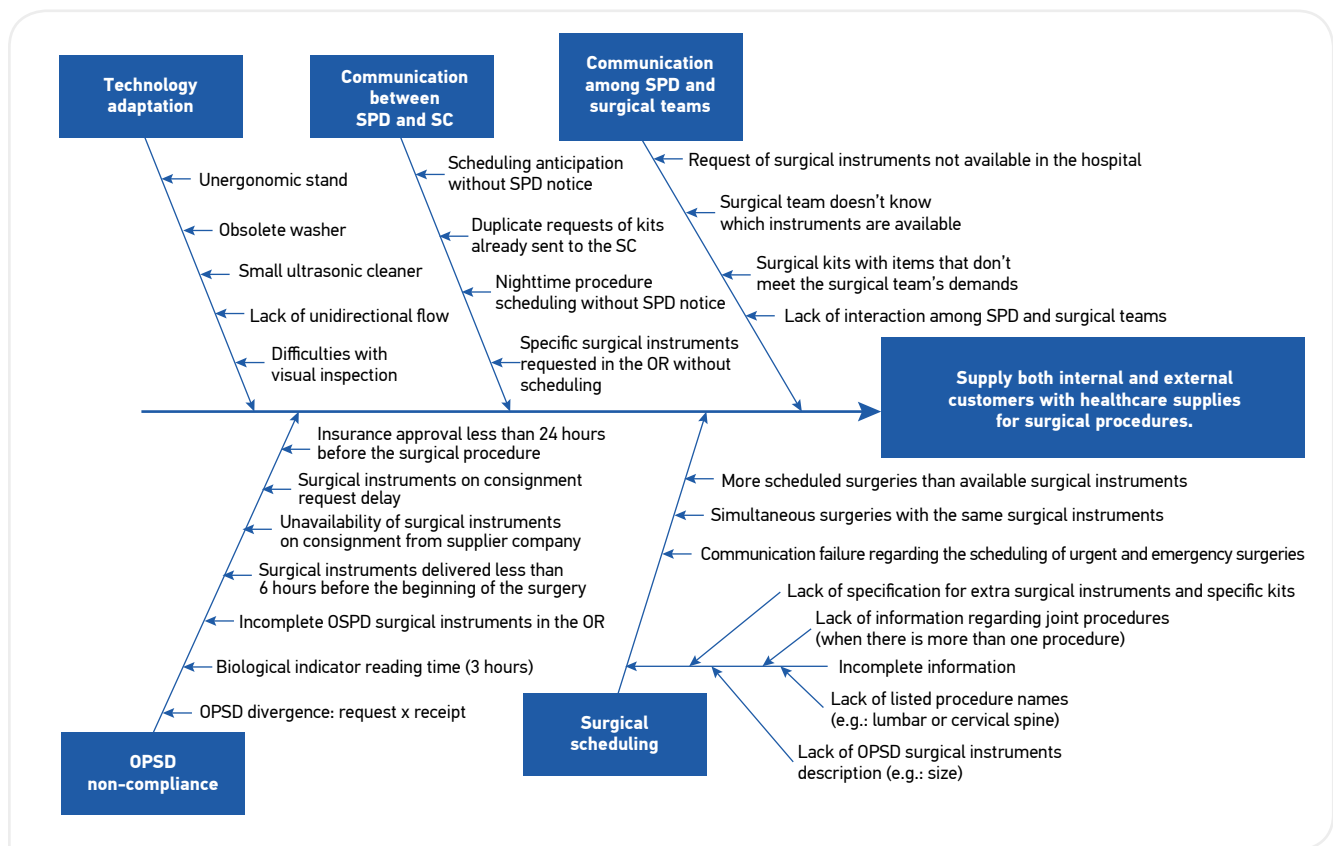 Technology
adaptation
Communication
between
SPD and SC
Communication
among SPD and
surgical teams
Unergonomic stand
Obsolete washer
Small ultrasonic cleaner
Lack of unidirectional flow
Difficulties with
visual inspection
Scheduling anticipation
without SPD notice
Duplicate requests of kits
already sent to the SC
Nighttime procedure
scheduling without SPD notice
Specific surgical instruments
requested in the OR without
scheduling
Request of surgical instruments not available in the hospital
Surgical team doesn't know
which instruments are available
Surgical kits with items that don't
meet the surgical team's demands
Lack of interaction among SPD and surgical teams
Supply both internal and external
customers with healthcare supplies
for surgical procedures.
Insurance approval less than 24 hours
before the surgical procedure
Surgical instruments on consignment
request delay
Unavailability of surgical instruments
on consignment from supplier company
Surgical instruments delivered less than
6 hours before the beginning of the surgery
Incomplete OSPD surgical instruments in the OR
Biological indicator reading time (3 hours)
OPSD divergence: request x receipt
OPSD
non-compliance
More scheduled surgeries than available surgical instruments
Simultaneous surgeries with the same surgical instruments
Communication failure regarding the scheduling of urgent and emergency surgeries
Lack of specification for extra surgical instruments and specific kits
Lack of information regarding joint procedures
(when there is more than one procedure)
Incomplete information
Lack of listed procedure names
(e.g.: lumbar or cervical spine)
Lack of OPSD surgical instruments
description (e.g.: size)
Surgical
scheduling